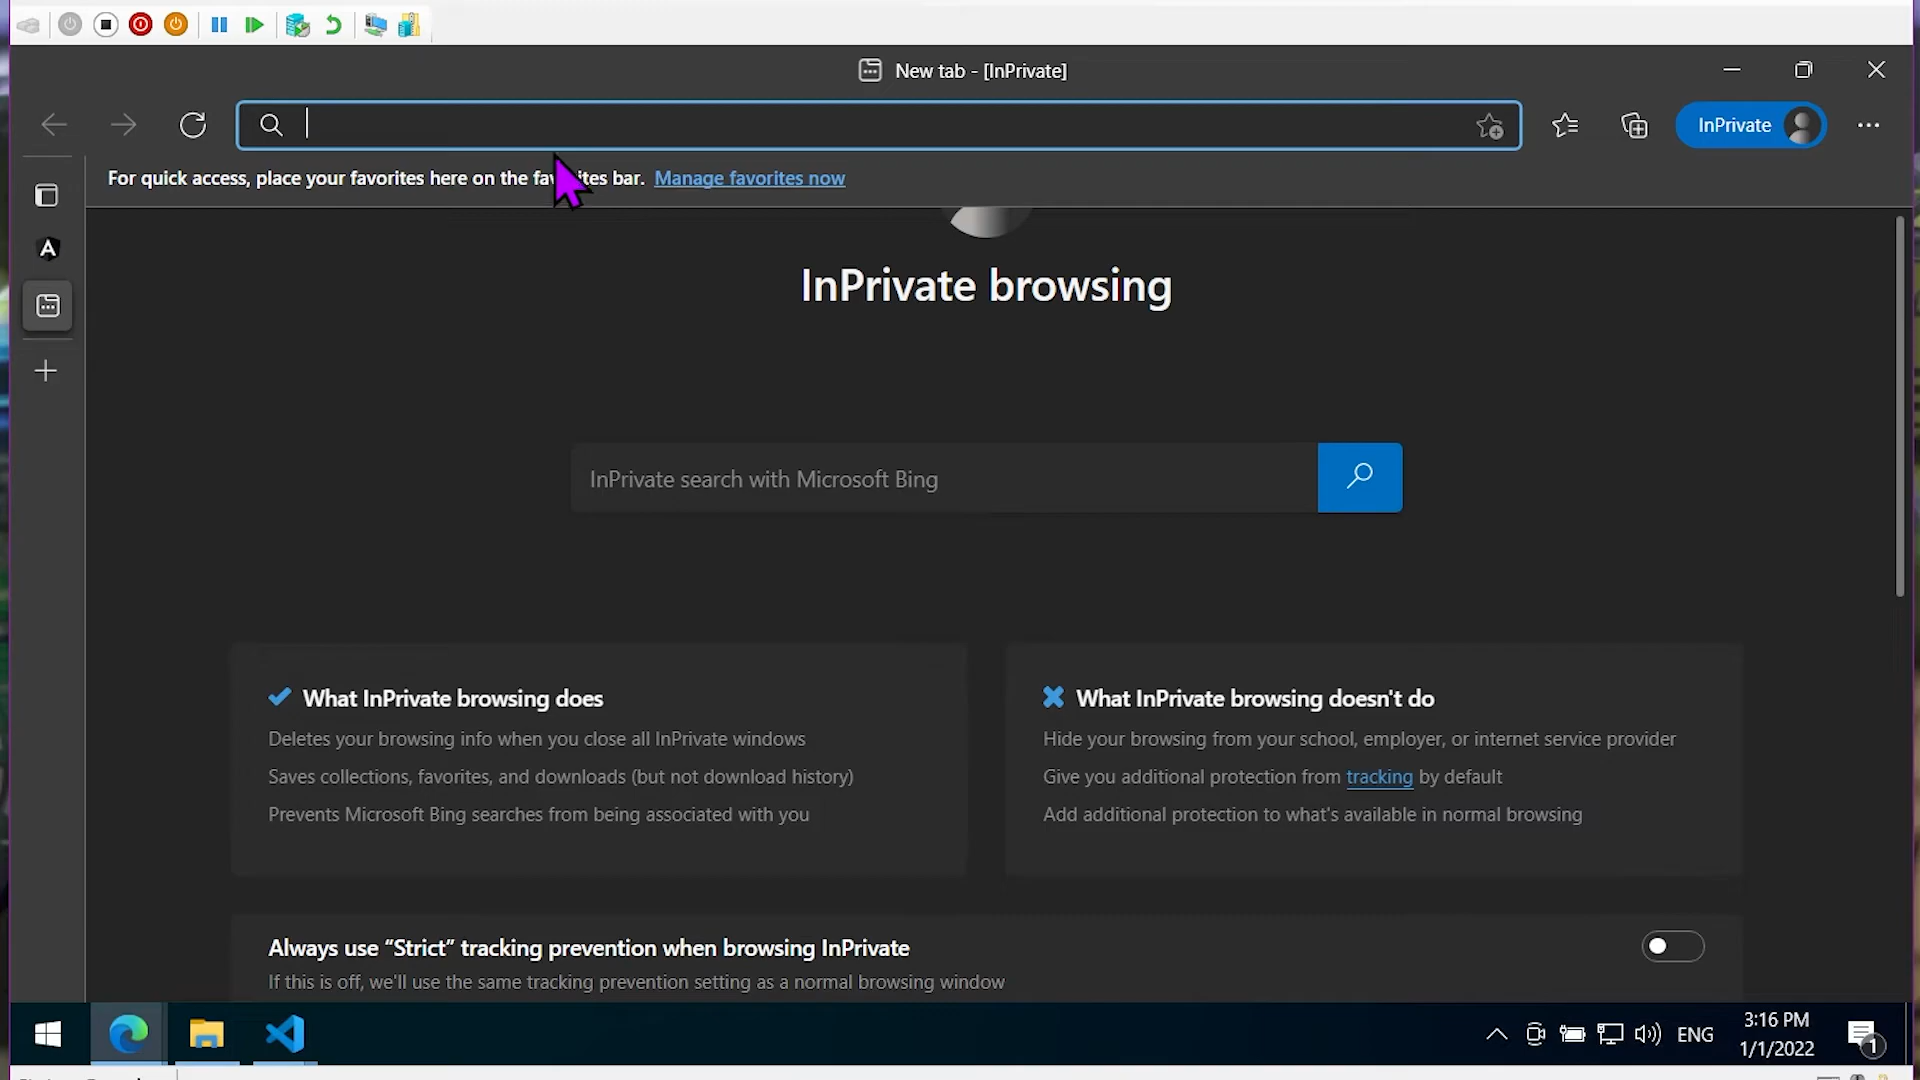 New tab - [InPrivate]
InPrivate
For quick access, place your favorites here on the bar. Manage favorites now
A
InPrivate browsing
InPrivate search with Microsoft Bing
What InPrivate browsing does
Deletes your browsing info when you close all InPrivate windows
Saves collections, favorites, and downloads (but not download history)
Prevents Microsoft Bing searches from being associated with you
What InPrivate browsing doesn't do
Hide your browsing from your school, employer, or internet service provider
Give you additional protection from tracking by default
Add additional protection to what's available in normal browsing
Always use “Strict” tracking prevention when browsing InPrivate
If this is off, we'll use the same tracking prevention setting as a normal browsing window
ENG
3:16 PM
1/1/2022
1